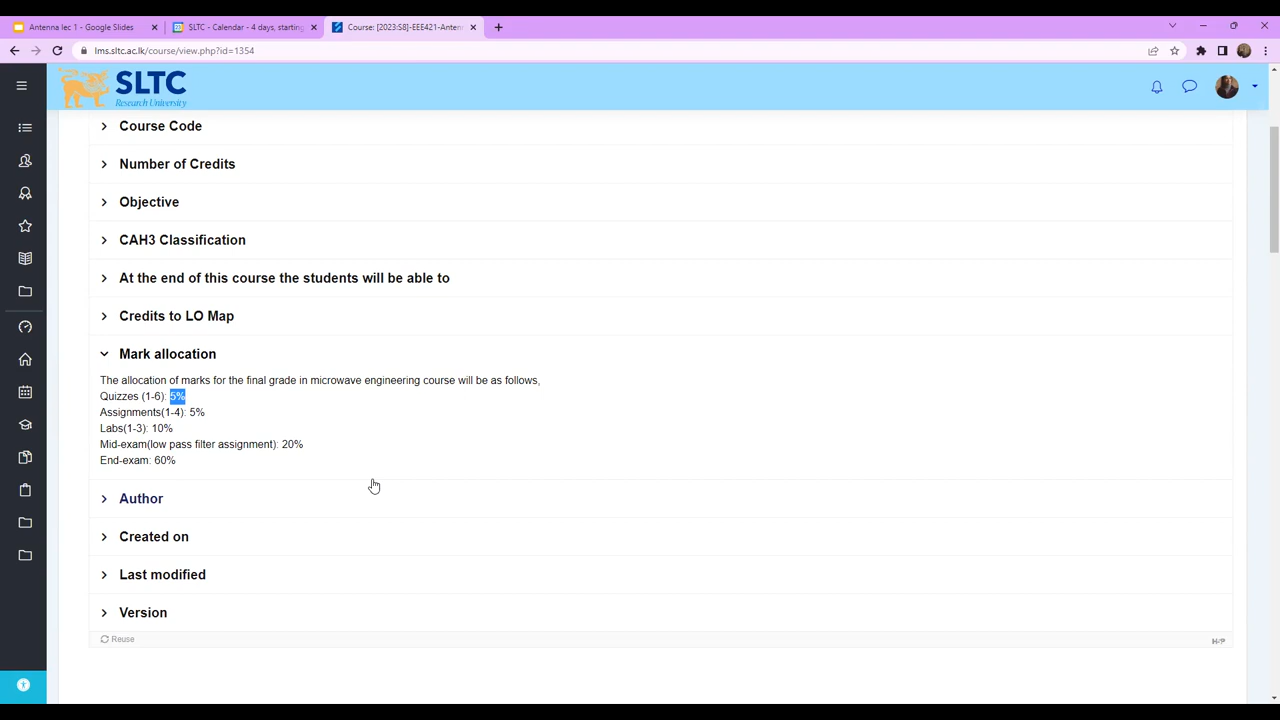 Antenna lec 1 - Google Slides
SLTC - Calendar - 4 days, starting
Course: [2023:S8]-EEE421-Anten
lms.sltc.ac.lk/course/view.php?id=1354
SLTC
Research University
Course Code
Number of Credits
Objective
CAH3 Classification
At the end of this course the students will be able to
Credits to LO Map
Mark allocation
The allocation of marks for the final grade in microwave engineering course will be as follows,
Quizzes (1-6): 5%
Assignments(1-4): 5%
Labs(1-3): 10%
Mid-exam(low pass filter assignment): 20%
End-exam: 60%
Author
Created on
Last modified
Version
Reuse
H-P